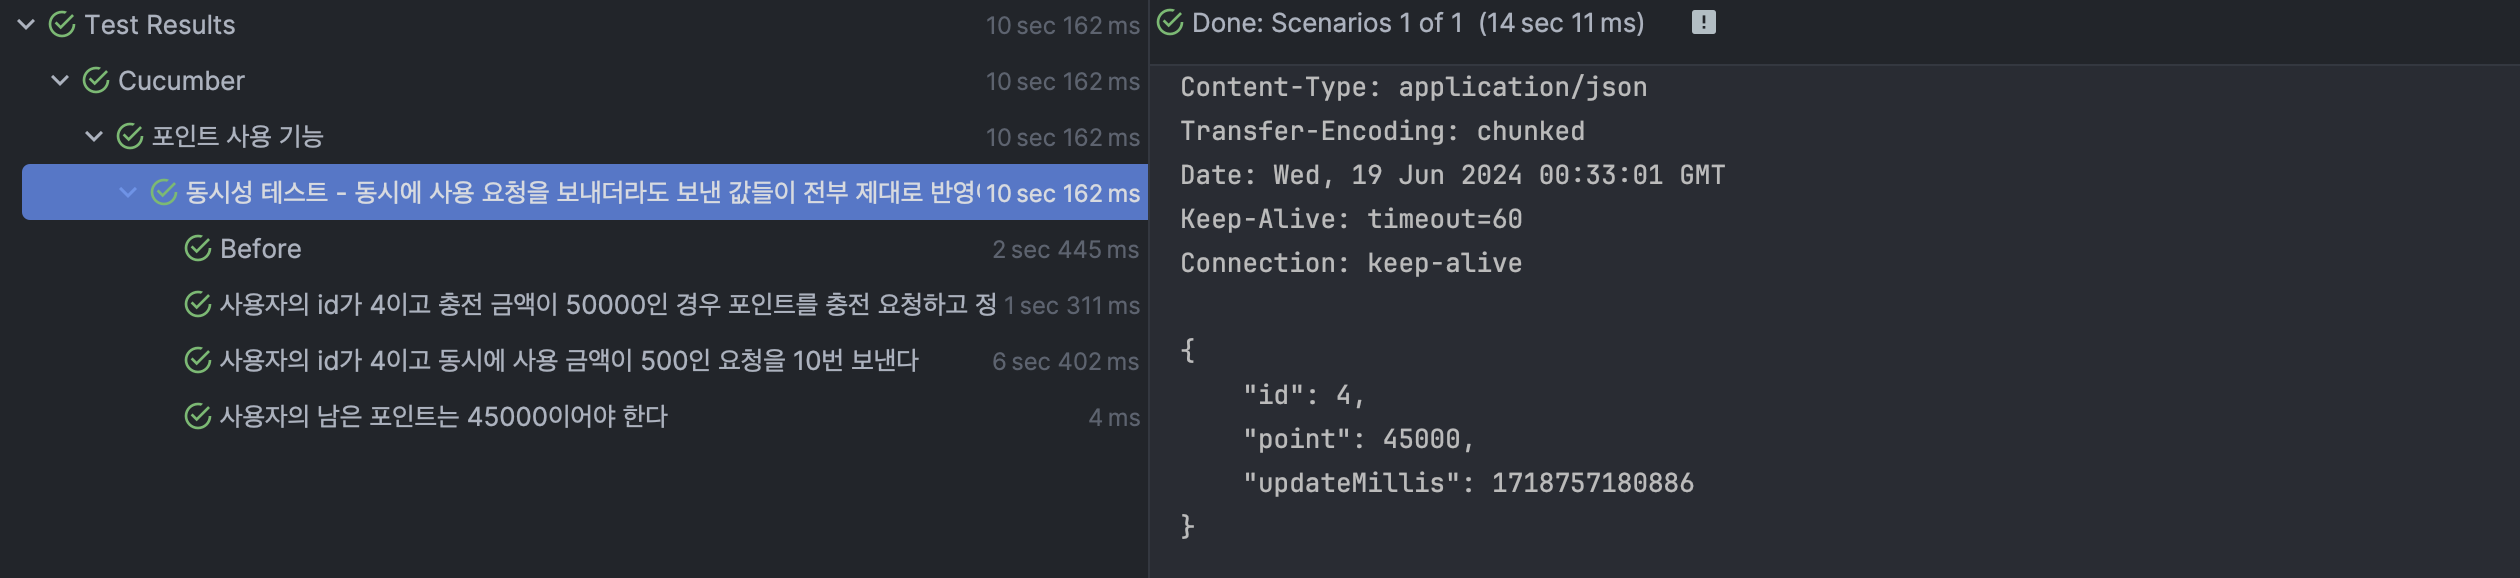 Test Results 10 sec 162 ms
Cucumber 10 sec 162 ms
포인트 사용 기능 10 sec 162 ms
동시성 테스트 - 동시에 사용 요청을 보내더라도 보낸 값들이 전부 제대로 10 sec 162 ms
Before 2 sec 445 ms
사용자의 id가 4이고 충전 금액이 50000인 경우 포인트를 충전 요청하고 정 1 sec 311 ms
사용자의 id가 4이고 동시에 사용 금액이 500인 요청을 10번 보낸다 6 sec 402 ms
사용자의 남은 포인트는 45000이어야 한다 4 ms
Done: Scenarios 1 of 1 (14 sec 11 ms)
Content-Type: application/json
Transfer-Encoding: chunked
Date: Wed, 19 Jun 2024 00:33:01 GMT
Keep-Alive: timeout=60
Connection: keep-alive
{
"id": 4,
"point": 45000,
"updateMillis": 1718757180886
}